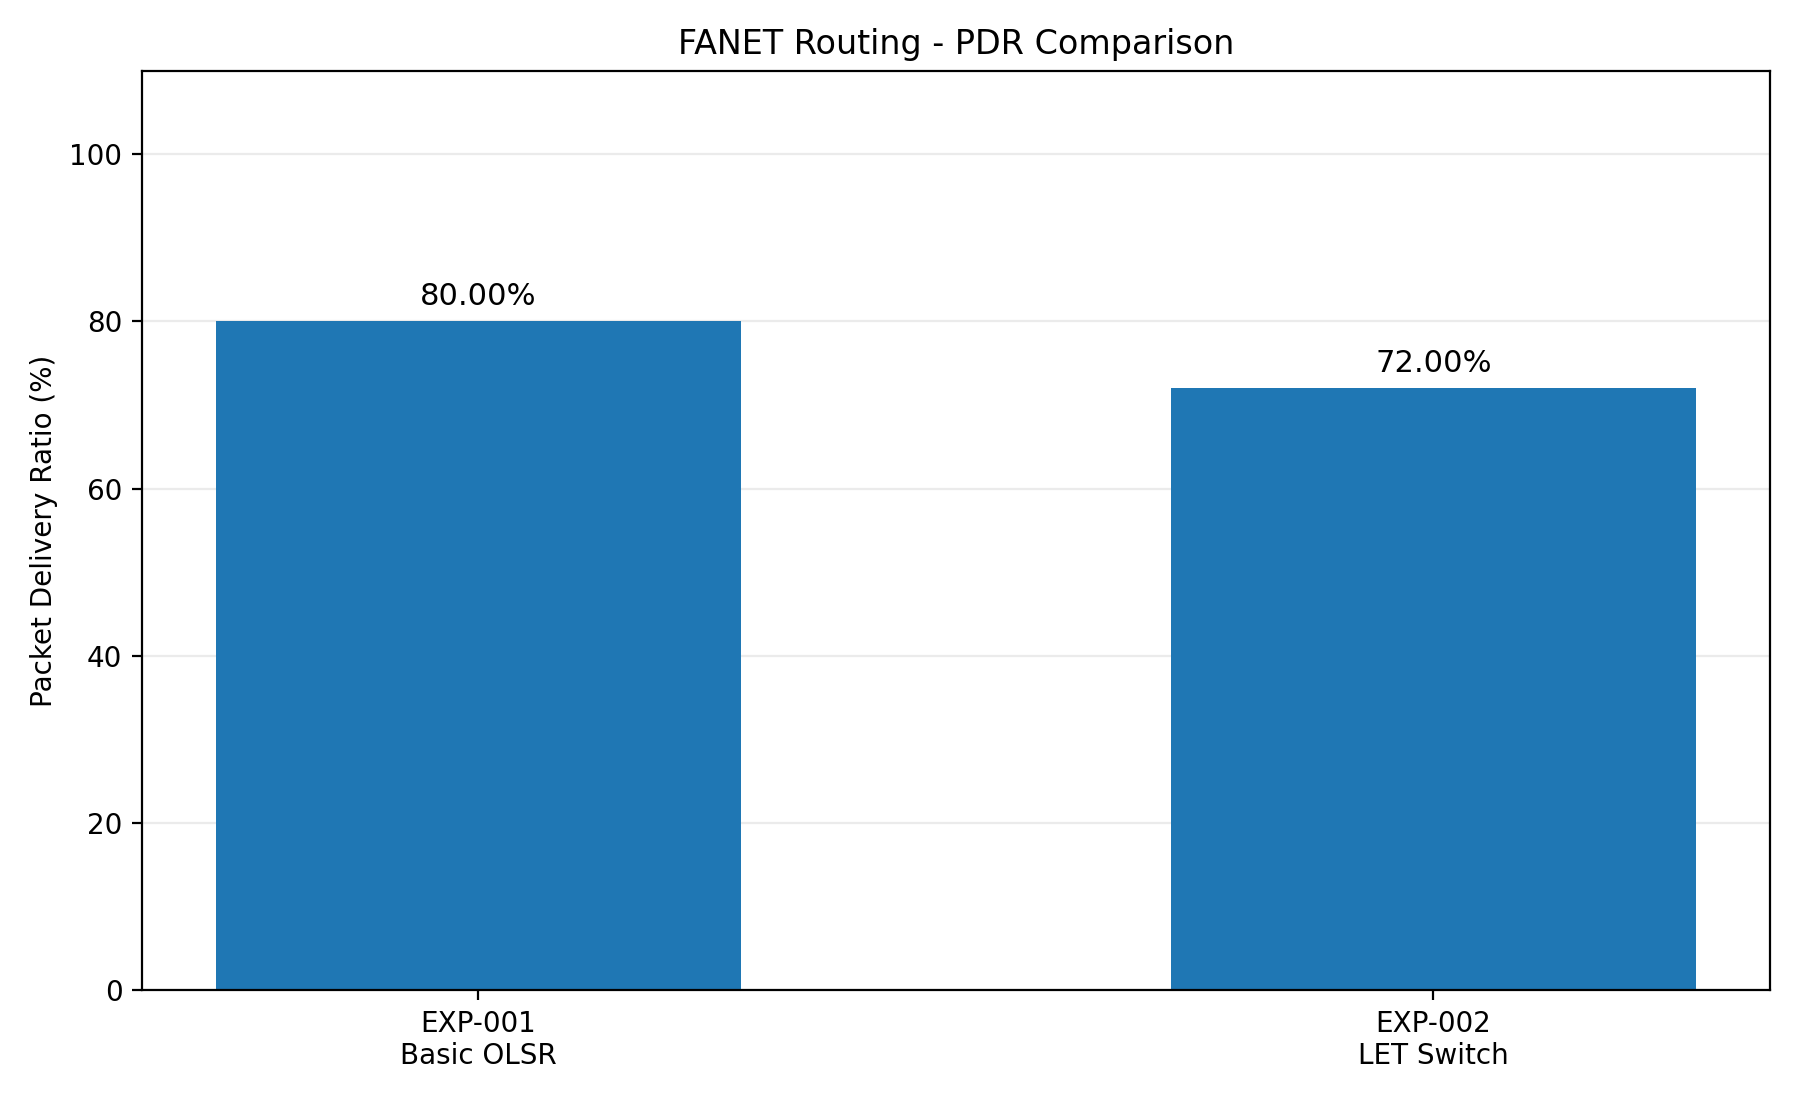 FANET Routing - PDR Comparison
Packet Delivery Ratio (%)
100
80
60
40
20
0
80.00%
72.00%
EXP-001
Basic OLSR
EXP-002
LET Switch